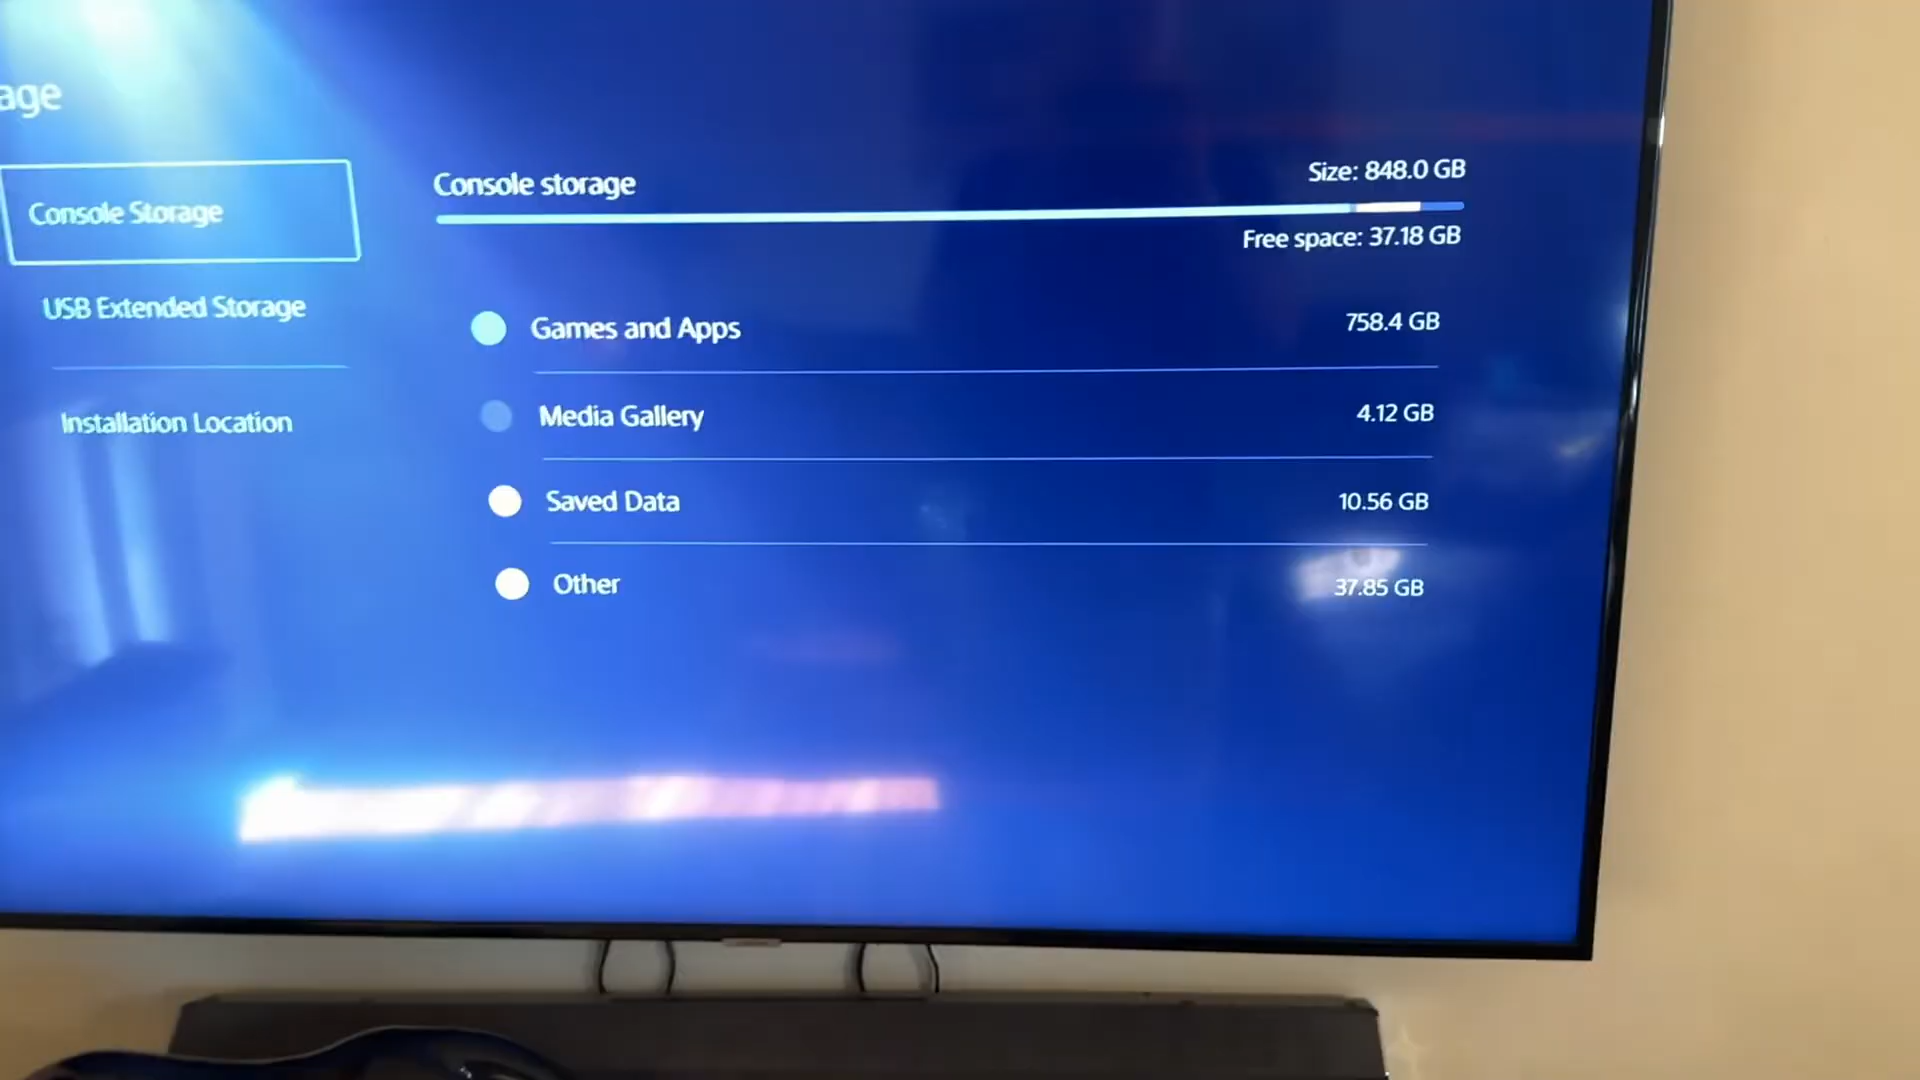 age
Console Storage
USB Extended Storage
Installation Location
Console storage
Size: 848.0 GB
Free space: 37.18 GB
Games and Apps 758.4 GB
Media Gallery 4.12 GB
Saved Data 10.56 GB
Other 37.85 GB